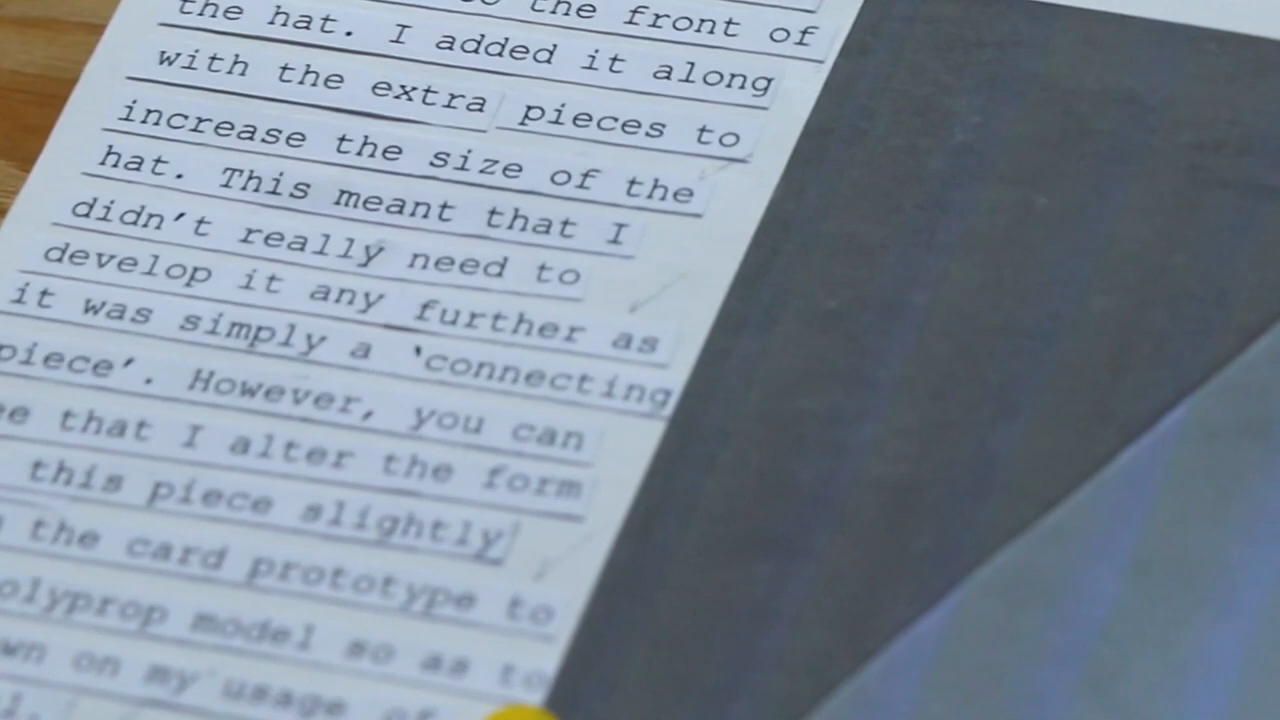 to the front of
the hat. I added it along
with the extra pieces to
increase the size of the
hat. This meant that I
didn't really need to
develop it any further as
it was simply a 'connecting
piece'. However, you can
that I alter the form
this piece slightly
the card prototype to
model so as to
on my usage of